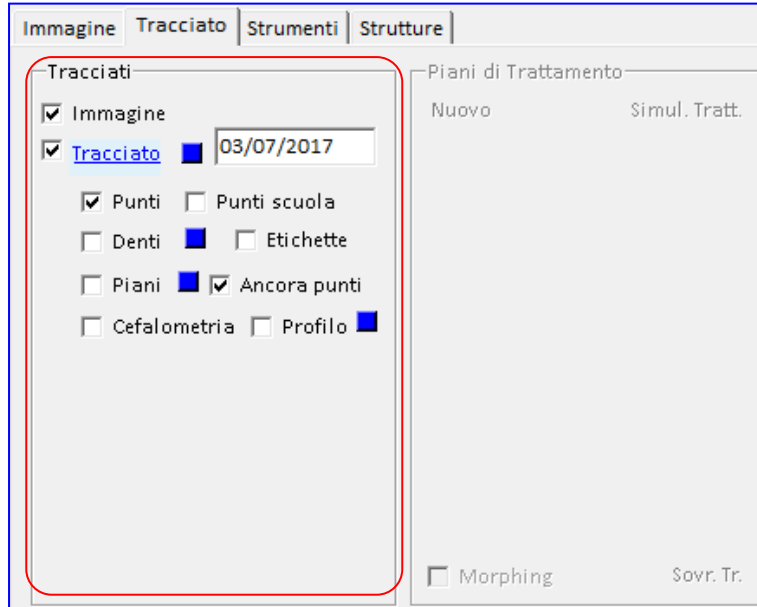 Immagine Tracciato Strumenti Strutture
Tracciati
Immagine
Tracciato 03/07/2017
Punti Punti scuola
Denti Etichette
Piani Ancora punti
Cefalometria Profilo
Piani di Trattamento
Nuovo Simul. Tratt.
Morphing Sovr. Tr.